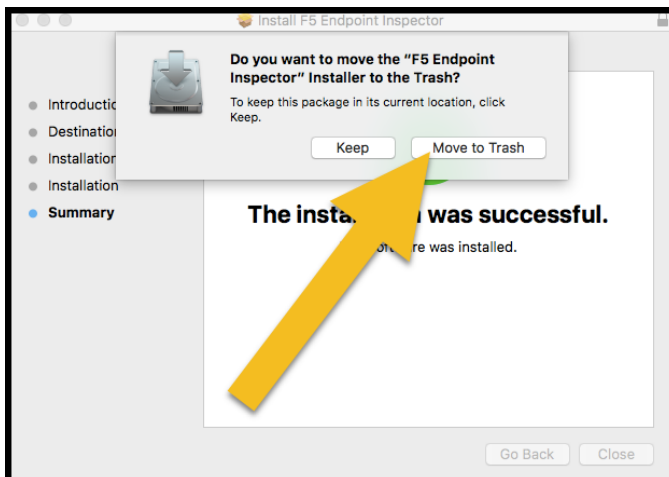 Install F5 Endpoint Inspector
Do you want to move the “F5 Endpoint
Inspector” Installer to the Trash?
To keep this package in its current location, click
Keep.
Keep
Move to Trash
Introductio
Destination
Installation
Installation
Summary
The insta was successful.
was installed.
Go Back
Close